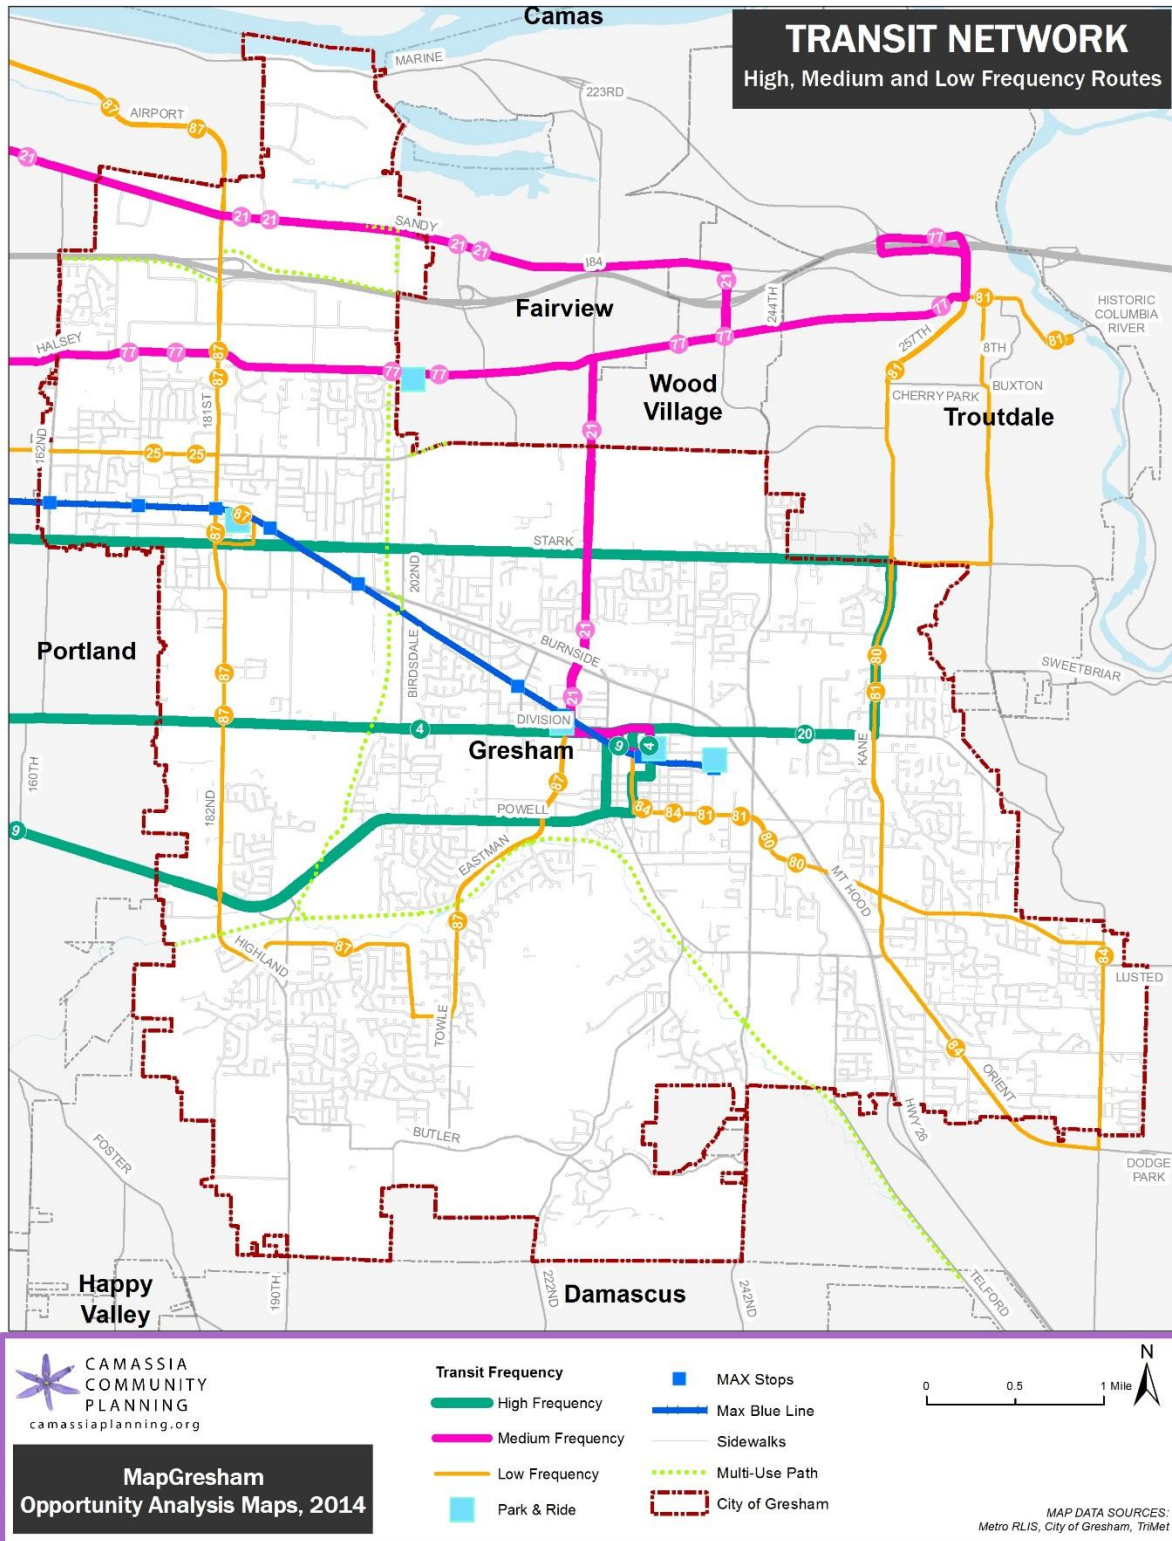 Camas
TRANSIT NETWORK
High, Medium and Low Frequency Routes
MARINE
223RD
87
AIRPORT
87
21
21
21
SANDY
21
21
77
I84
21
244TH
77
81
HISTORIC
COLUMBIA
RIVER
Fairview
257TH
8TH
81
HALSEY
77
77
87
77
77
77
77
87
81
181ST
Wood
Village
CHERRY PARK
BUXTON
Troutdale
21
162ND
25
25
87
87
STARK
202ND
Portland
BIRDSDALE
21
BURNSIDE
80
SWEETBRIAR
87
81
21
87
4
DIVISION
9
4
20
KANE
Gresham
160TH
182ND
87
POWELL
84
84
81
81
9
EASTMAN
80
80
MT HOOD
87
HIGHLAND
87
84
LUSTED
TOWLE
84
ORIENT
HWY 26
BUTLER
FOSTER
DODGE
PARK
Happy
Valley
190TH
222ND
Damascus
242ND
TELFORD
CAMASSIA
COMMUNITY
PLANNING
camassiaplanning.org
MapGresham
Opportunity Analysis Maps, 2014
Transit Frequency
High Frequency
Medium Frequency
Low Frequency
Park & Ride
MAX Stops
Max Blue Line
Sidewalks
Multi-Use Path
City of Gresham
N
0 0.5 1 Mile
MAP DATA SOURCES:
Metro RLIS, City of Gresham, TriMet